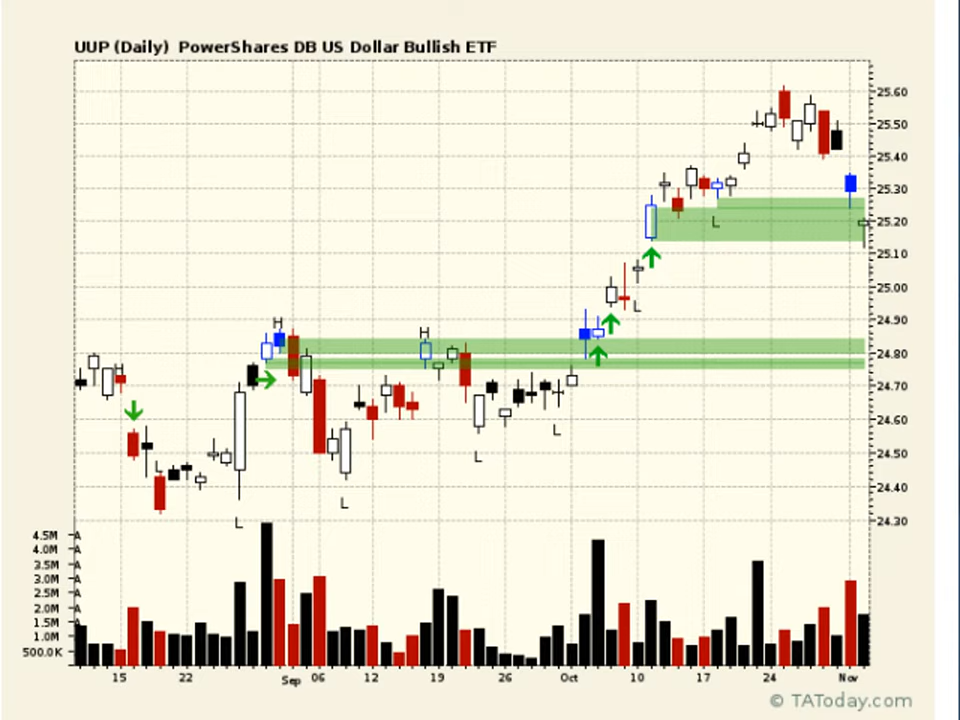 UUP (Daily) PowerShares DB US Dollar Bullish ETF
25.60
25.50
25.40
25.30
25.20
25.10
25.00
24.90
24.80
24.70
24.60
24.50
24.40
24.30
H
H
H
L
L
L
L
L
L
L
4.5M A
4.0M A
3.5M A
3.0M A
2.5M A
2.0M A
1.5M A
1.0M
500.0K
15 22 Sep 06 12 19 26 Oct 10 17 24 Nov
© TAToday.com